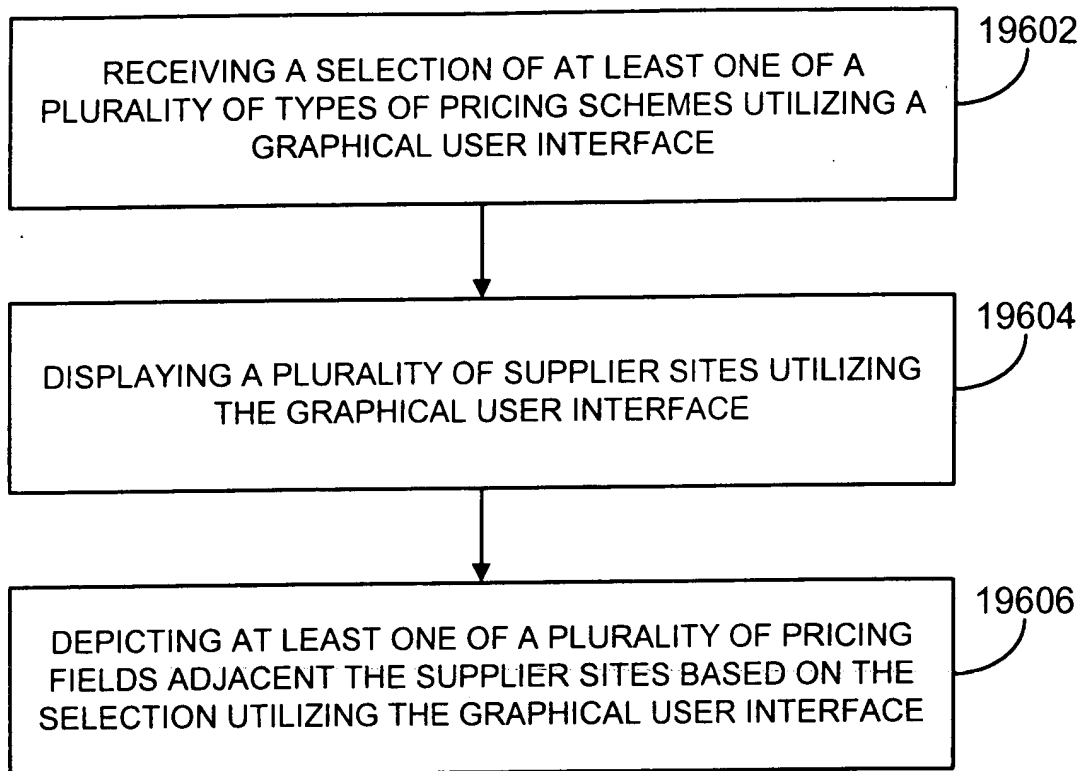 19602
RECEIVING A SELECTION OF AT LEAST ONE OF A
PLURALITY OF TYPES OF PRICING SCHEMES UTILIZING A
GRAPHICAL USER INTERFACE
19604
DISPLAYING A PLURALITY OF SUPPLIER SITES UTILIZING
THE GRAPHICAL USER INTERFACE
19606
DEPICTING AT LEAST ONE OF A PLURALITY OF PRICING
FIELDS ADJACENT THE SUPPLIER SITES BASED ON THE
SELECTION UTILIZING THE GRAPHICAL USER INTERFACE